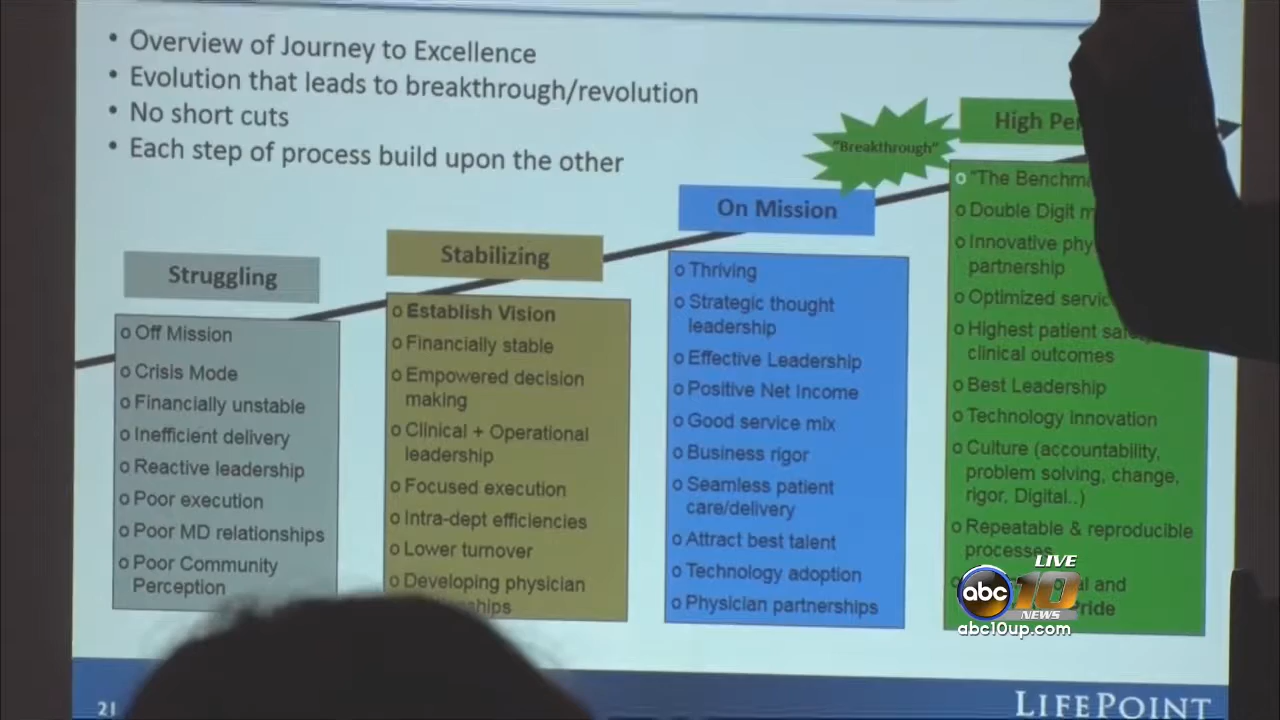 • Overview of Journey to Excellence
• Evolution that leads to breakthrough/revolution
• No short cuts
• Each step of process build upon the other
Struggling
o Off Mission
o Crisis Mode
o Financially unstable
o Inefficient delivery
o Reactive leadership
o Poor execution
o Poor MD relationships
o Poor Community
Perception
Stabilizing
o Establish Vision
o Financially stable
o Empowered decision
making
o Clinical + Operational
leadership
o Focused execution
o Intra-dept efficiencies
o Lower turnover
o Developing physician
On Mission
o Thriving
o Strategic thought
leadership
o Effective Leadership
o Positive Net Income
o Good service mix
o Business rigor
o Seamless patient
care/delivery
o Attract best talent
o Technology adoption
o Physician partnerships
"Breakthrough"
High
o "The
o Double Digit
o Innovative
partnership
o Optimized
o Highest patient
clinical outcomes
o Best Leadership
o Technology Innovation
o Culture (accountability,
problem solving, change,
rigor, Digital..)
o Repeatable & reproducible
processes
and
Pride
LIVE
abc 10
NEWS
abc10up.com
21
LIFEPOINT